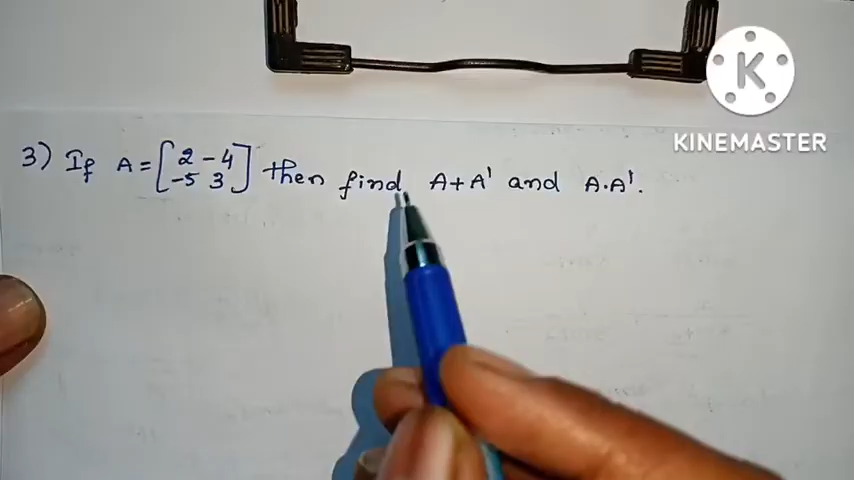 3) If A = [2 -4] then find A+A' and A·A'.
[-5 3]
K
KINEMASTER